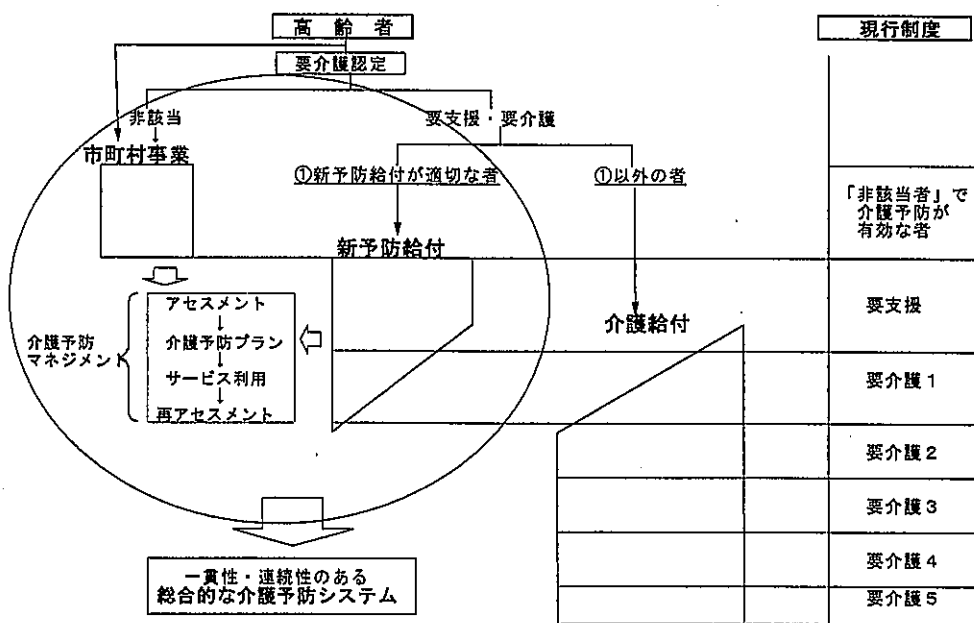 高齢者
現行制度
要介護認定
非該当
要支援・要介護
市町村事業
①新予防給付が適切な者
①以外の者
「非該当者」で
介護予防が
有効な者
新予防給付
アセスメント
↓
介護予防プラン
↓
サービス利用
↓
再アセスメント
介護予防
マネジメント
介護給付
要支援
要介護1
要介護2
要介護3
要介護4
要介護5
一貫性・連続性のある
総合的な介護予防システム